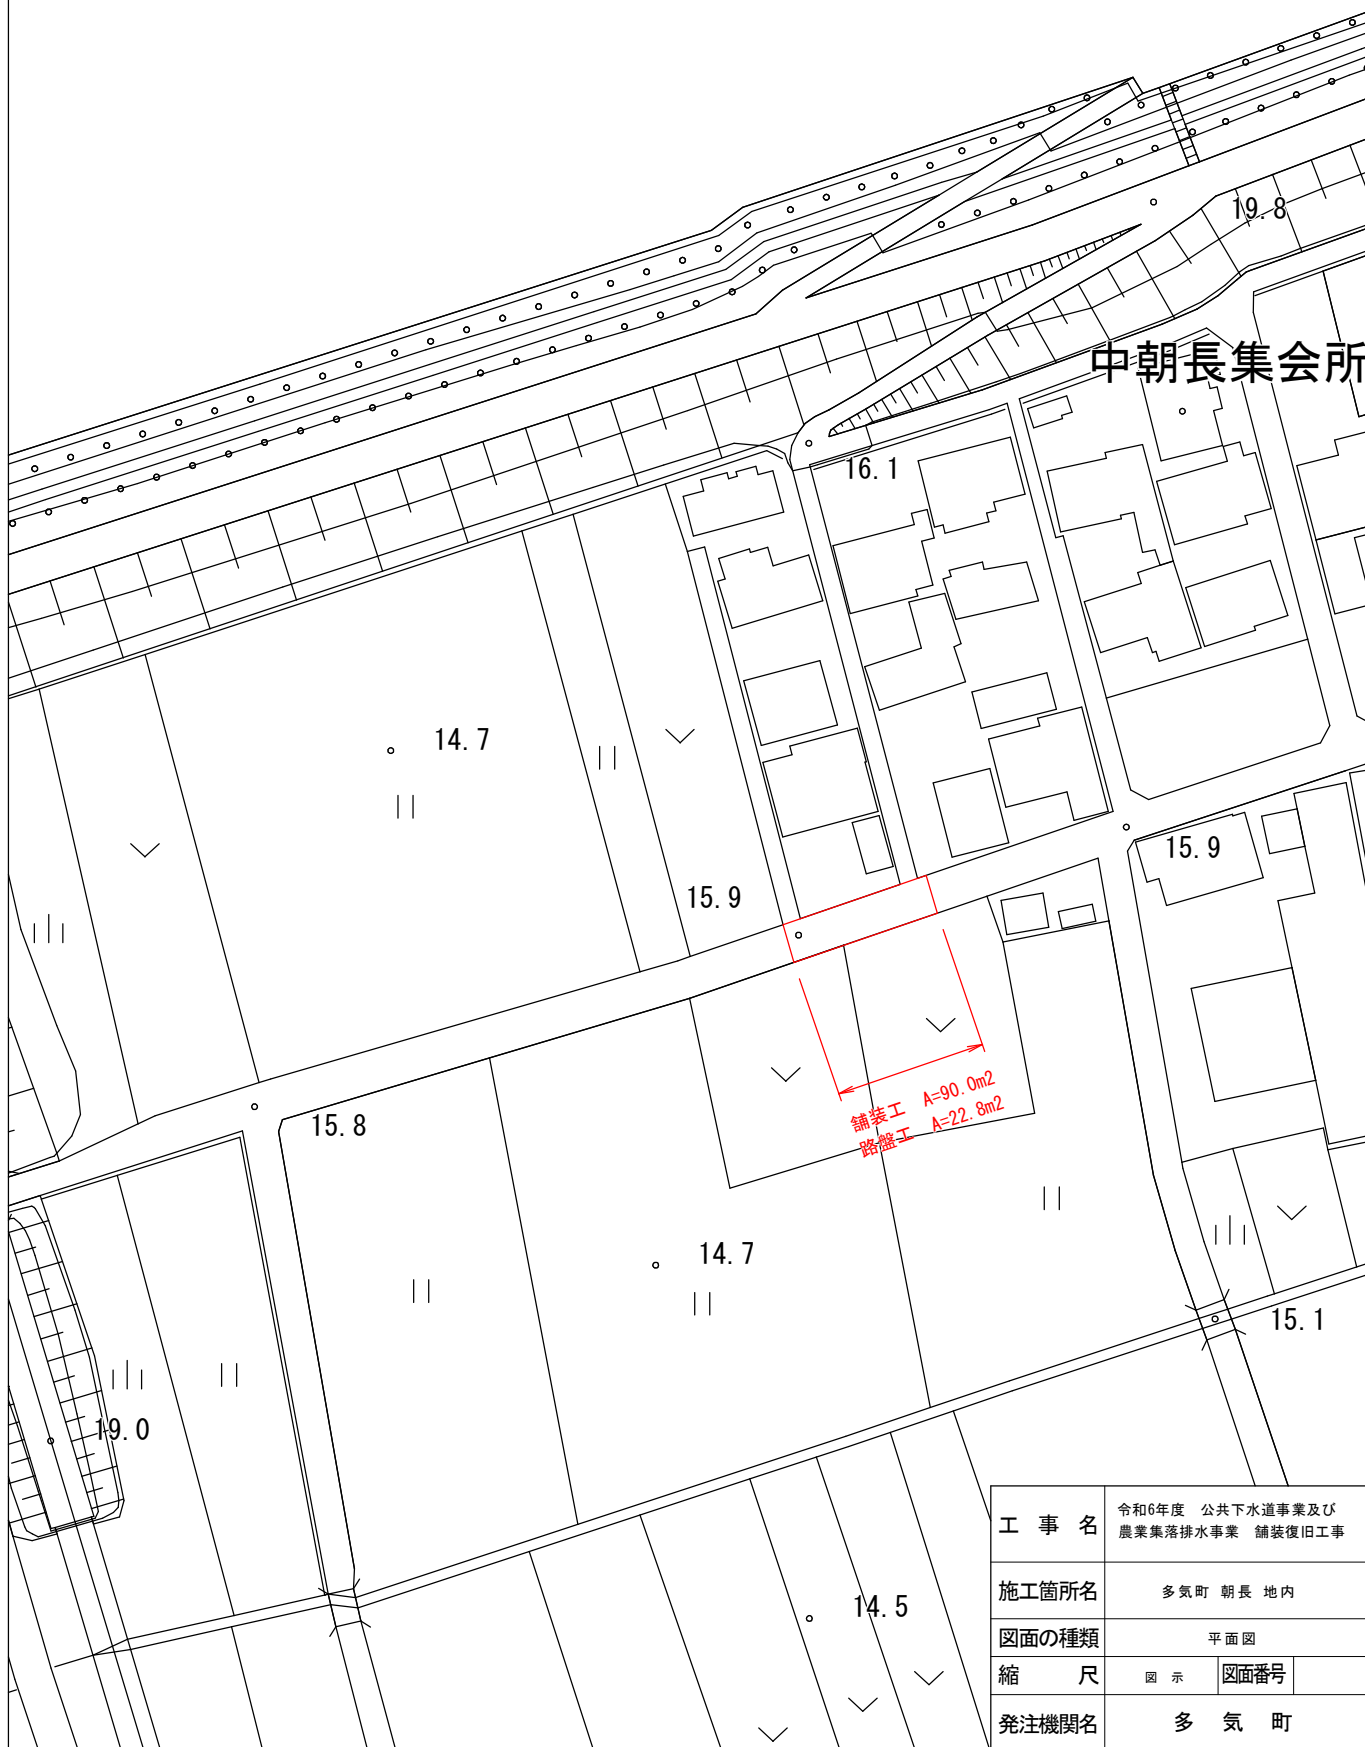 19.8
中朝長集会所
16.1
14.7
15.9
15.9
舗装工 A=90.0m2
路盤工 A=22.8m2
15.8
14.7
15.1
19.0
14.5
工事名 令和6年度 公共下水道事業及び
農業集落排水事業 舗装復旧工事
施工箇所名 多気町 朝長 地内
図面の種類 平面図
縮尺 図示 図面番号
発注機関名 多気町